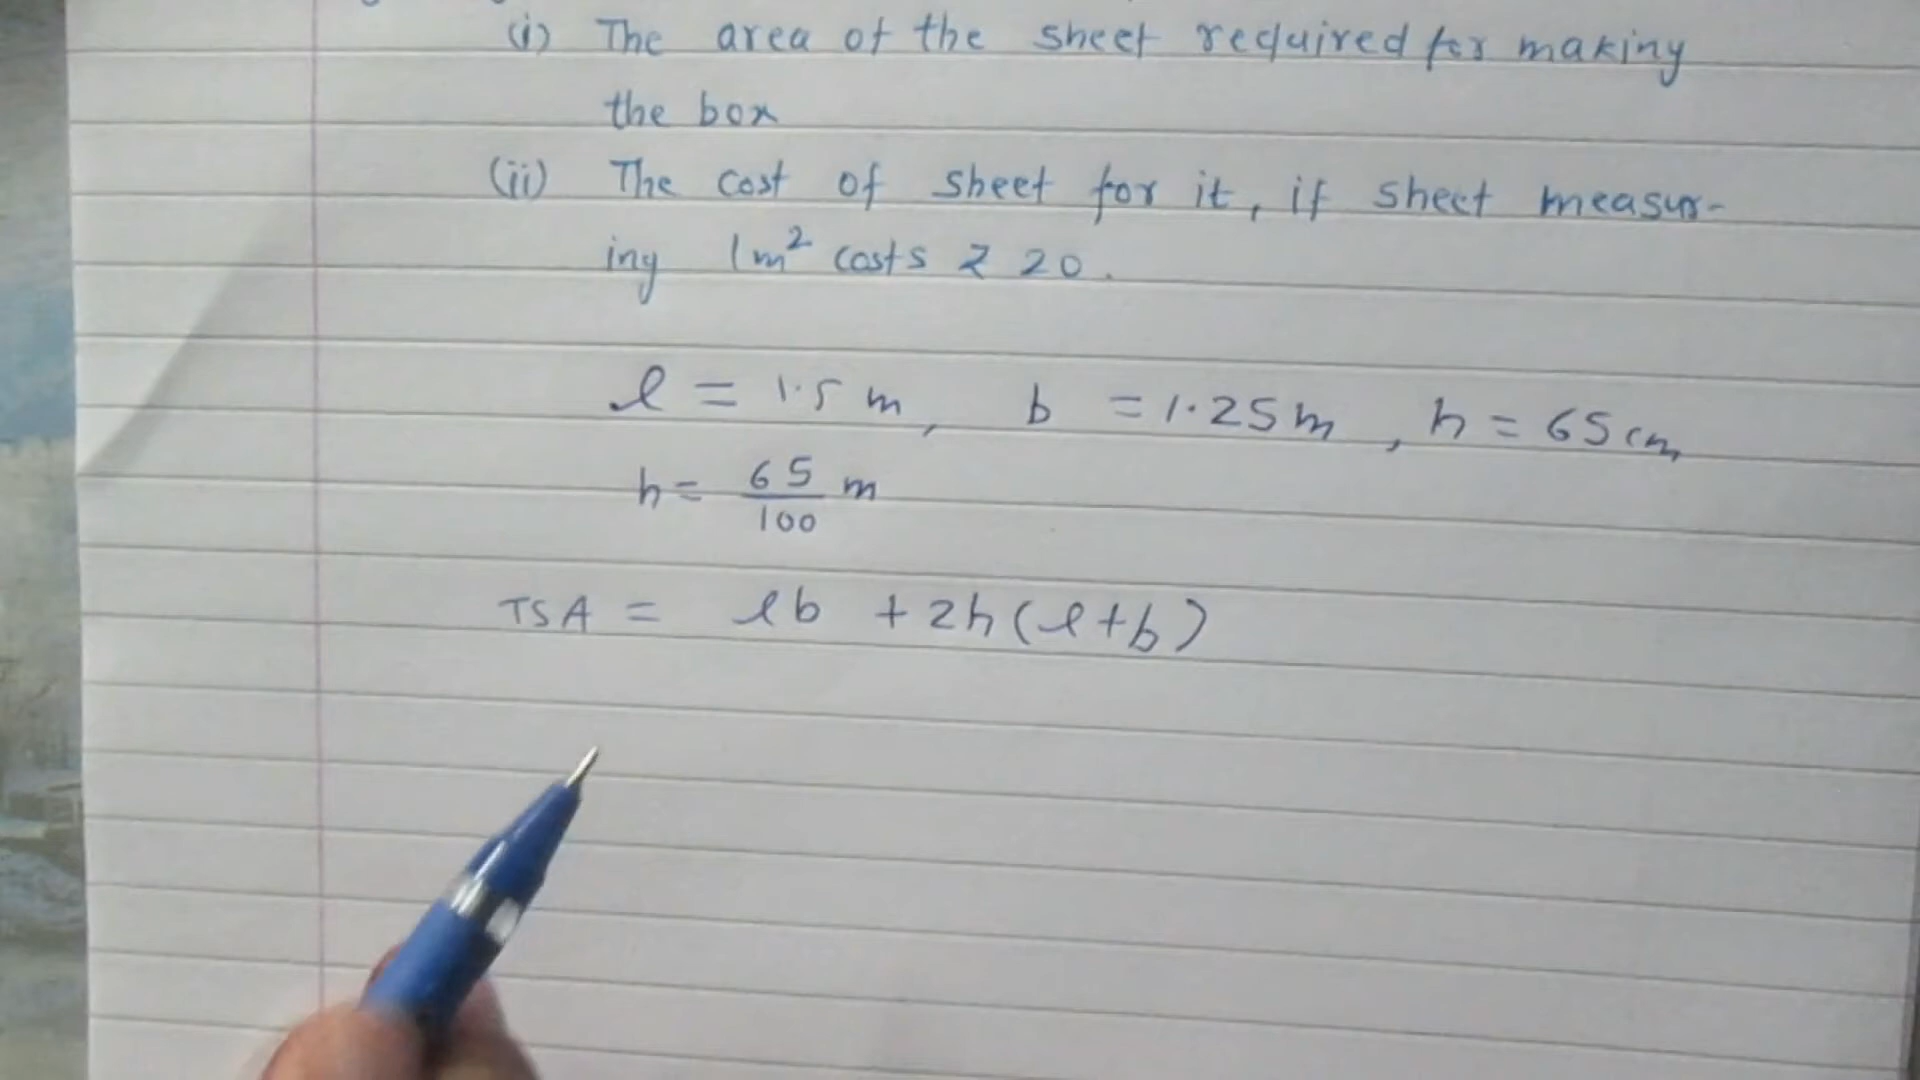 (i) The area of the sheet required for making
the box
(ii) The cost of sheet for it, if sheet measur-
ing 1m² costs ₹ 20.
l = 1.5 m, b = 1.25 m, h = 65 cm
h = 65/100 m
TSA = lb + 2h(l+b)